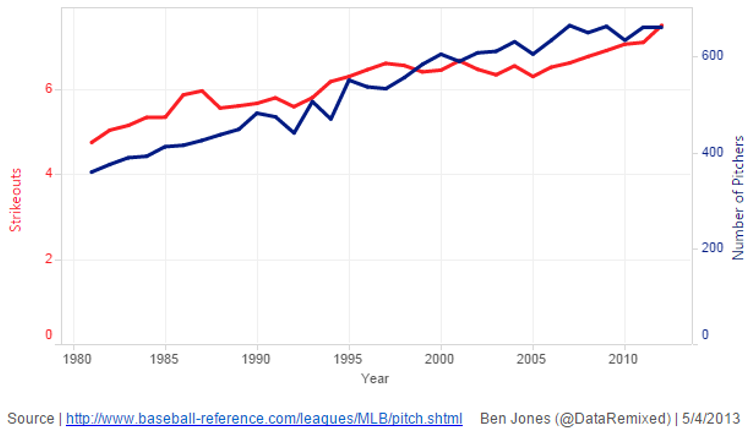 6
4
2
0
Strikeouts
600
400
200
0
Number of Pitchers
1980 1985 1990 1995 2000 2005 2010
Year
Source | http://www.baseball-reference.com/leagues/MLB/pitch.shtml Ben Jones (@DataRemixed) | 5/4/2013